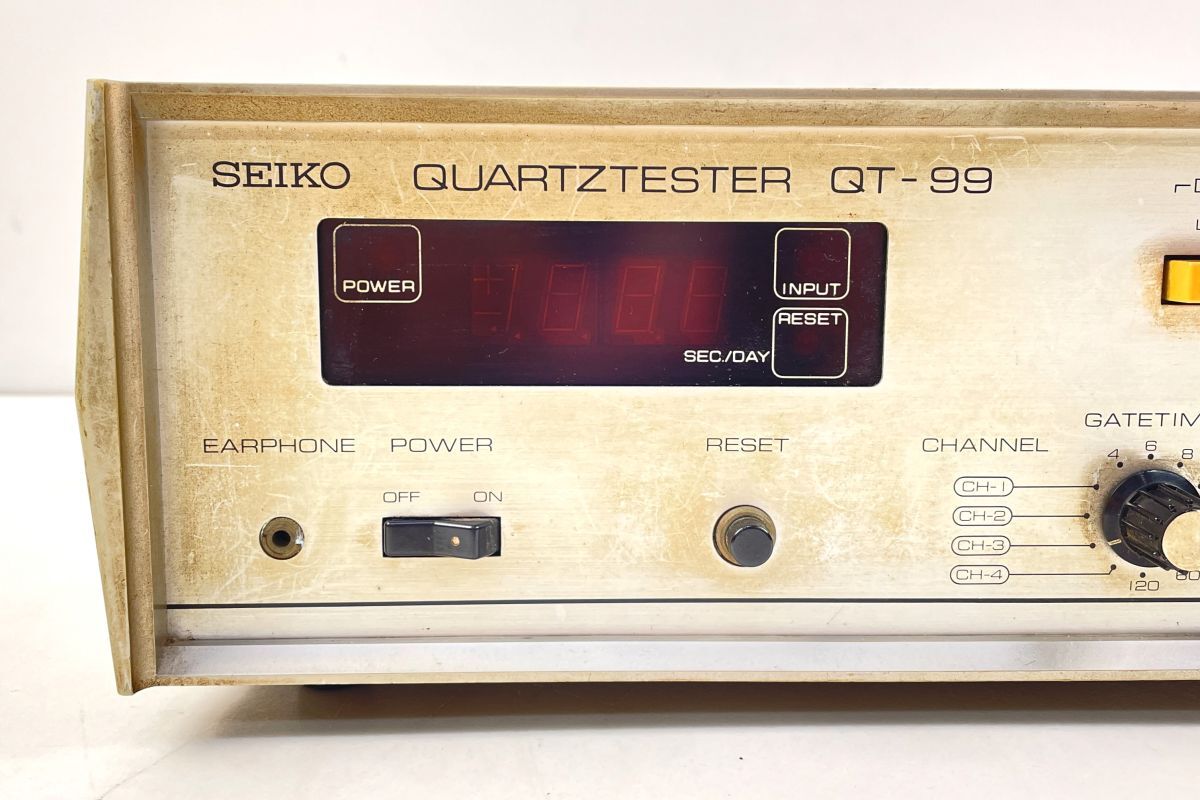 SEIKO QUARTZTESTER QT-99
POWER
INPUT
RESET
SEC./DAY
EARPHONE POWER RESET CHANNEL
OFF ON
CH-1
CH-2
CH-3
CH-4
4 6 8
120